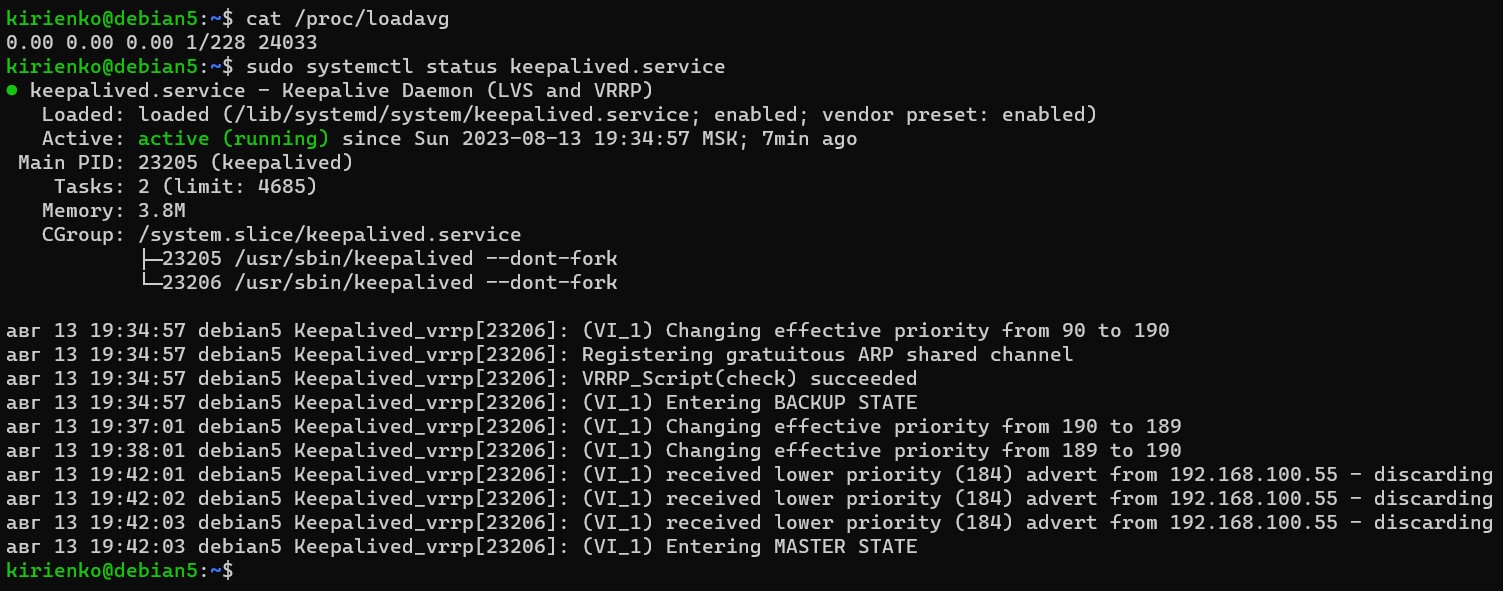 kirienko@debian5:~$ cat /proc/loadavg
0.00 0.00 0.00 1/228 24033
kirienko@debian5:~$ sudo systemctl status keepalived.service
● keepalived.service - Keepalive Daemon (LVS and VRRP)
   Loaded: loaded (/lib/systemd/system/keepalived.service; enabled; vendor preset: enabled)
   Active: active (running) since Sun 2023-08-13 19:34:57 MSK; 7min ago
 Main PID: 23205 (keepalived)
    Tasks: 2 (limit: 4685)
   Memory: 3.8M
   CGroup: /system.slice/keepalived.service
           ├─23205 /usr/sbin/keepalived --dont-fork
           └─23206 /usr/sbin/keepalived --dont-fork

авг 13 19:34:57 debian5 Keepalived_vrrp[23206]: (VI_1) Changing effective priority from 90 to 190
авг 13 19:34:57 debian5 Keepalived_vrrp[23206]: Registering gratuitous ARP shared channel
авг 13 19:34:57 debian5 Keepalived_vrrp[23206]: VRRP_Script(check) succeeded
авг 13 19:34:57 debian5 Keepalived_vrrp[23206]: (VI_1) Entering BACKUP STATE
авг 13 19:37:01 debian5 Keepalived_vrrp[23206]: (VI_1) Changing effective priority from 190 to 189
авг 13 19:38:01 debian5 Keepalived_vrrp[23206]: (VI_1) Changing effective priority from 189 to 190
авг 13 19:42:01 debian5 Keepalived_vrrp[23206]: (VI_1) received lower priority (184) advert from 192.168.100.55 - discarding
авг 13 19:42:02 debian5 Keepalived_vrrp[23206]: (VI_1) received lower priority (184) advert from 192.168.100.55 - discarding
авг 13 19:42:03 debian5 Keepalived_vrrp[23206]: (VI_1) received lower priority (184) advert from 192.168.100.55 - discarding
авг 13 19:42:03 debian5 Keepalived_vrrp[23206]: (VI_1) Entering MASTER STATE
kirienko@debian5:~$